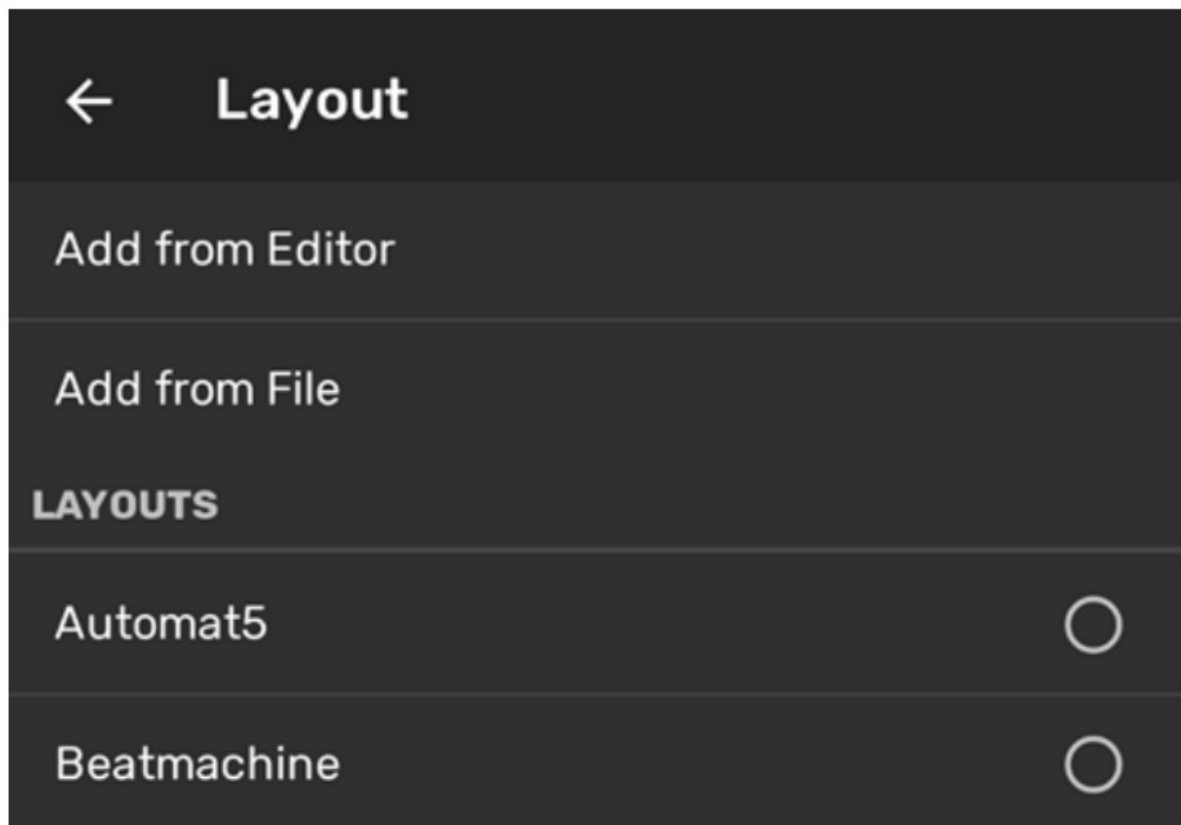 Layout
Add from Editor
Add from File
LAYOUTS
Automat5
Beatmachine